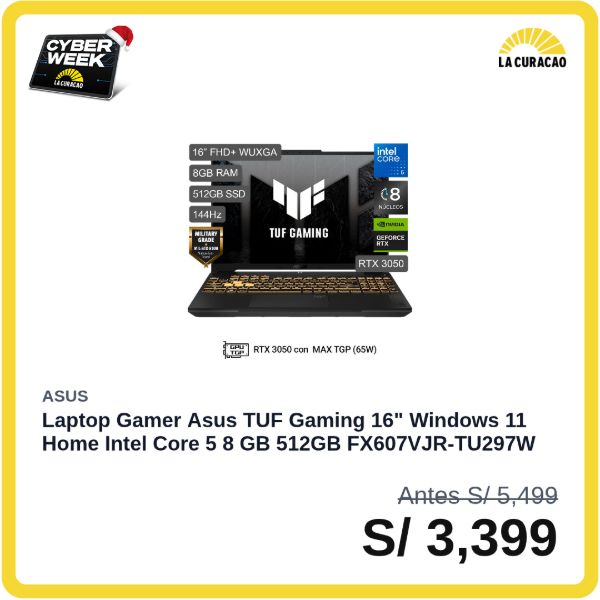 CYBER
WEEK
LA CURACAO
LA CURACAO
16" FHD+ WUXGA
8GB RAM
512GB SSD
144Hz
MILITARY
GRADE
TUF GAMING
intel
CORE
8
NÚCLEOS
NVIDIA
GEFORCE
RTX
RTX 3050
GPU
TGP
RTX 3050 con MAX TGP (65W)
ASUS
Laptop Gamer Asus TUF Gaming 16" Windows 11
Home Intel Core 5 8 GB 512GB FX607VJR-TU297W
Antes S/ 5,499
S/ 3,399